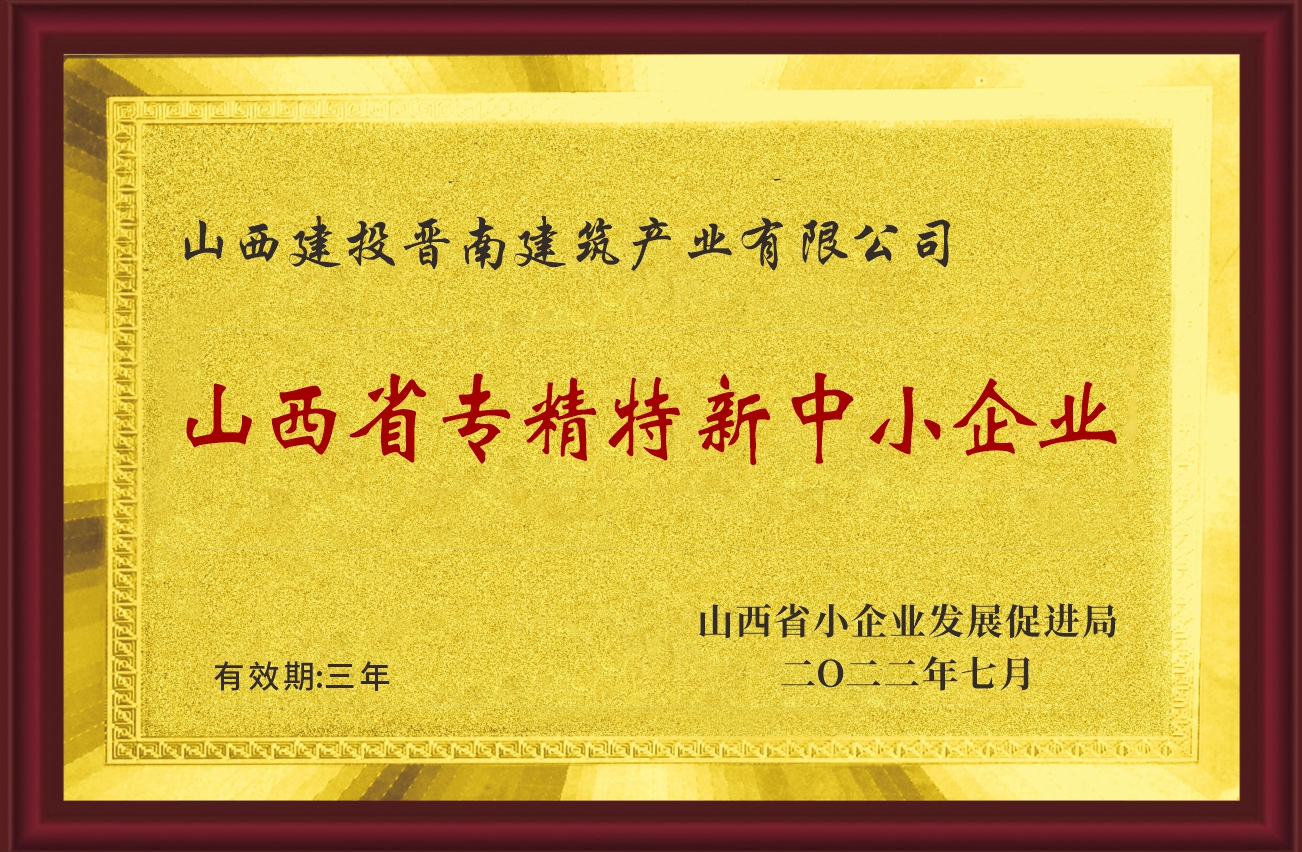 山西建投晋南建筑产业有限公司
山西省专精特新中小企业
山西省小企业发展促进局
有效期:三年
二O二二年七月